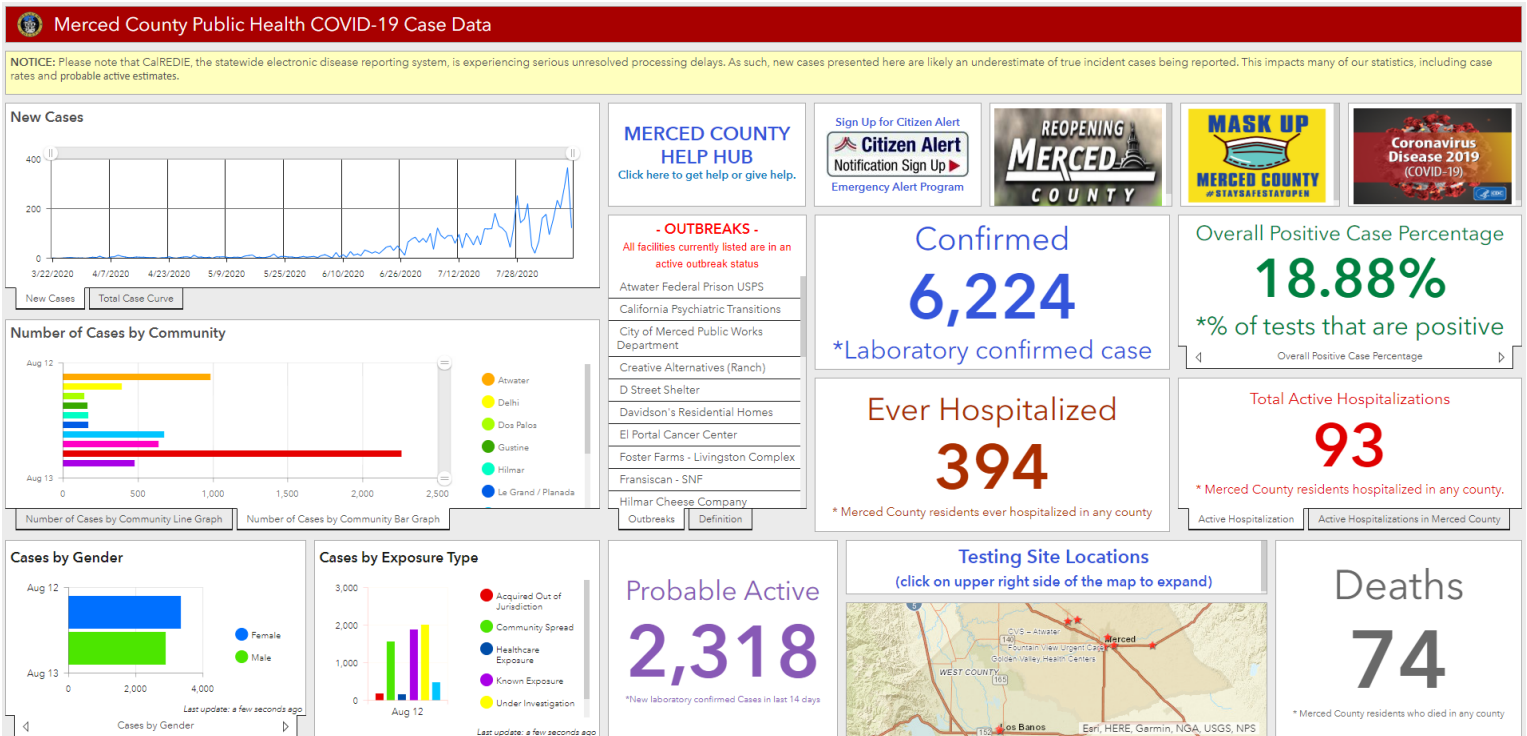 Merced County Public Health COVID-19 Case Data
NOTICE: Please note that CalREDIE, the statewide electronic disease reporting system, is experiencing serious unresolved processing delays. As such, new cases presented here are likely an underestimate of true incident cases being reported. This impacts many of our statistics, including case
rates and probable active estimates.
New Cases
400
200
0
3/22/2020
4/7/2020
4/23/2020
5/9/2020
5/25/2020
6/10/2020
6/26/2020
7/12/2020
7/28/2020
New Cases
Total Case Curve
MERCED COUNTY
HELP HUB
Click here to get help or give help.
Sign Up for Citizen Alert
Citizen Alert
Notification Sign Up
Emergency Alert Program
REOPENING
MERCED
COUNTY
MASK UP
MERCED COUNTY
#STAYSAFESTAYOPEN
Coronavirus
Disease 2019
(COVID-19)
CDC
- OUTBREAKS -
All facilities currently listed are in an
active outbreak status
Atwater Federal Prison USPS
California Psychiatric Transitions
City of Merced Public Works
Department
Creative Alternatives (Ranch)
D Street Shelter
Davidson's Residential Homes
El Portal Cancer Center
Foster Farms - Livingston Complex
Fransiscan - SNF
Hilmar Cheese Company
Outbreaks
Definition
Confirmed
6,224
*Laboratory confirmed case
Overall Positive Case Percentage
18.88%
*% of tests that are positive
Overall Positive Case Percentage
Number of Cases by Community
Aug 12
Aug 13
0
500
1,000
1,500
2,000
2,500
Atwater
Delhi
Dos Palos
Gustine
Hilmar
Le Grand / Planada
Number of Cases by Community Line Graph
Number of Cases by Community Bar Graph
Ever Hospitalized
394
* Merced County residents ever hospitalized in any county
Total Active Hospitalizations
93
* Merced County residents hospitalized in any county.
Active Hospitalization
Active Hospitalizations in Merced County
Cases by Gender
Aug 12
Aug 13
0
2,000
4,000
Female
Male
Last update: a few seconds ago
Cases by Gender
Cases by Exposure Type
3,000
2,000
1,000
0
Aug 12
Acquired Out of
Jurisdiction
Community Spread
Healthcare
Exposure
Known Exposure
Under Investigation
Last update: a few seconds ago
Probable Active
2,318
*New laboratory confirmed Cases in last 14 days
Testing Site Locations
(click on upper right side of the map to expand)
5
CVS – Atwater
140
Merced
Fountain View Urgent Care
Golden Valley Health Centers
WEST COUNTY
165
152
Los Banos
Esri, HERE, Garmin, NGA, USGS, NPS
Deaths
74
* Merced County residents who died in any county